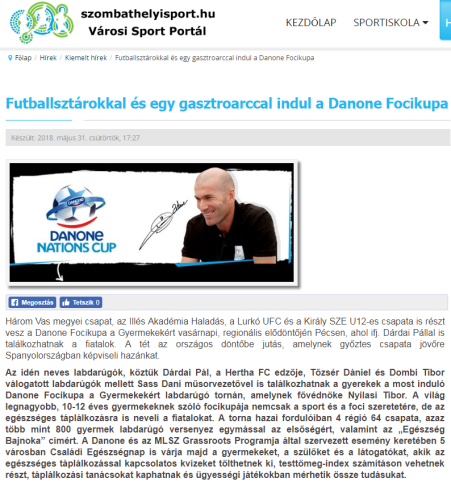 szombathelyisport.hu
Városi Sport Portál
KEZDŐLAP
SPORTISKOLA
H
Főlap / Hírek / Kiemelt hírek / Futballsztárokkal és egy gasztroarccal indul a Danone Focikupa
Futballsztárokkal és egy gasztroarccal indul a Danone Focikupa
Készült: 2018. május 31. csütörtök, 17:27
DANONE
NATIONS CUP
Megosztás
Tetszik 0
Három Vas megyei csapat, az Illés Akadémia Haladás, a Lurkó UFC és a Király SZE U12-es csapata is részt
vesz a Danone Focikupa a Gyermekekért vasárnapi, regionális elődöntőjén Pécsen, ahol ifj. Dárdai Pállal is
találkozhatnak a fiatalok. A tét az országos döntőbe jutás, amelynek győztes csapata jövőre
Spanyolországban képviseli hazánkat.
Az idén neves labdarúgók, köztük Dárdai Pál, a Hertha FC edzője, Tőzsér Dániel és Dombi Tibor
válogatott labdarúgók mellett Sass Dani műsorvezetővel is találkozhatnak a gyerekek a most induló
Danone Focikupa a Gyermekekért labdarúgó tornán, amelynek fővédnöke Nyilasi Tibor. A világ
legnagyobb, 10-12 éves gyermekeknek szóló focikupája nemcsak a sport és a foci szeretetére, de az
egészséges táplálkozásra is neveli a fiatalokat. A torna hazai fordulóiban 4 régió 64 csapata, azaz
több mint 800 gyermek labdarúgó versenyez egymással az elsőségért, valamint az „Egészség
Bajnoka” címért. A Danone és az MLSZ Grassroots Programja által szervezett esemény keretében 5
városban Családi Egészségnap is várja majd a gyermekeket, a szülőket és a látogatókat, akik az
egészséges táplálkozással kapcsolatos kvízeket tölthetnek ki, testtömeg-index számításon vehetnek
részt, táplálkozási tanácsokat kaphatnak és ügyességi játékokban mérhetik össze tudásukat.